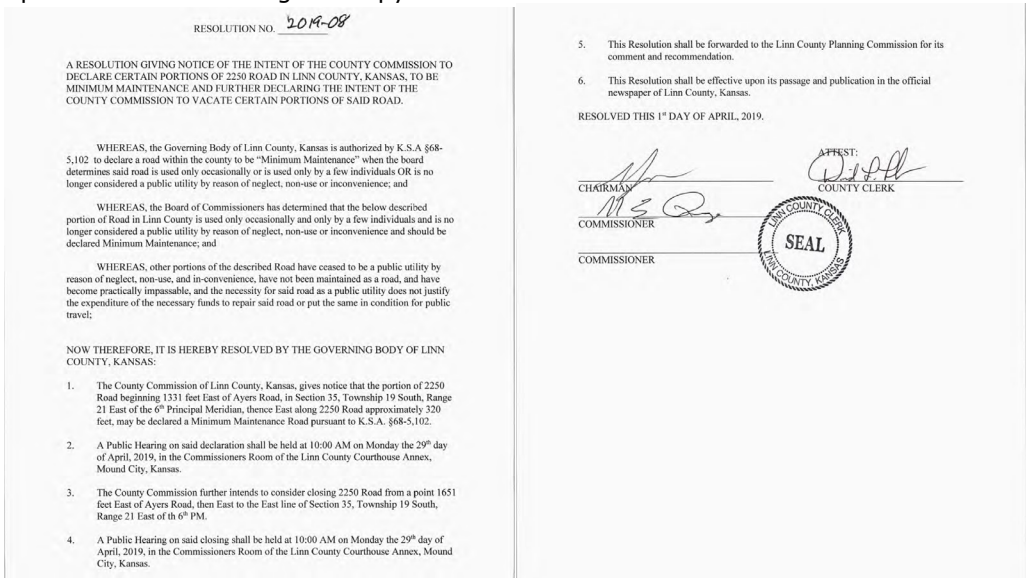 RESOLUTION NO. 2019-08
A RESOLUTION GIVING NOTICE OF THE INTENT OF THE COUNTY COMMISSION TO
DECLARE CERTAIN PORTIONS OF 2250 ROAD IN LINN COUNTY, KANSAS, TO BE
MINIMUM MAINTENANCE AND FURTHER DECLARING THE INTENT OF THE
COUNTY COMMISSION TO VACATE CERTAIN PORTIONS OF SAID ROAD.
WHEREAS, the Governing Body of Linn County, Kansas is authorized by K.S.A §68-
5,102 to declare a road within the county to be “Minimum Maintenance” when the board
determines said road is used only occasionally or is used only by a few individuals OR is no
longer considered a public utility by reason of neglect, non-use or inconvenience; and
WHEREAS, the Board of Commissioners has determined that the below described
portion of Road in Linn County is used only occasionally and only by a few individuals and is no
longer considered a public utility by reason of neglect, non-use or inconvenience and should be
declared Minimum Maintenance; and
WHEREAS, other portions of the described Road have ceased to be a public utility by
reason of neglect, non-use, and in-convenience, have not been maintained as a road, and have
become practically impassable, and the necessity for said road as a public utility does not justify
the expenditure of the necessary funds to repair said road or put the same in condition for public
travel;
NOW THEREFORE, IT IS HEREBY RESOLVED BY THE GOVERNING BODY OF LINN
COUNTY, KANSAS:
1. The County Commission of Linn County, Kansas, gives notice that the portion of 2250
Road beginning 1331 feet East of Ayers Road, in Section 35, Township 19 South, Range
21 East of the 6th Principal Meridian, thence East along 2250 Road approximately 320
feet, may be declared a Minimum Maintenance Road pursuant to K.S.A. §68-5,102.
2. A Public Hearing on said declaration shall be held at 10:00 AM on Monday the 29th day
of April, 2019, in the Commissioners Room of the Linn County Courthouse Annex,
Mound City, Kansas.
3. The County Commission further intends to consider closing 2250 Road from a point 1651
feet East of Ayers Road, then East to the East line of Section 35, Township 19 South,
Range 21 East of th 6th PM.
4. A Public Hearing on said closing shall be held at 10:00 AM on Monday the 29th day of
April, 2019, in the Commissioners Room of the Linn County Courthouse Annex, Mound
City, Kansas.
5. This Resolution shall be forwarded to the Linn County Planning Commission for its
comment and recommendation.
6. This Resolution shall be effective upon its passage and publication in the official
newspaper of Linn County, Kansas.
RESOLVED THIS 1st DAY OF APRIL, 2019.
ATTEST:
CHAIRMAN
COUNTY CLERK
COMMISSIONER
COMMISSIONER
LINN COUNTY CLERK
SEAL
LINN COUNTY, KANSAS